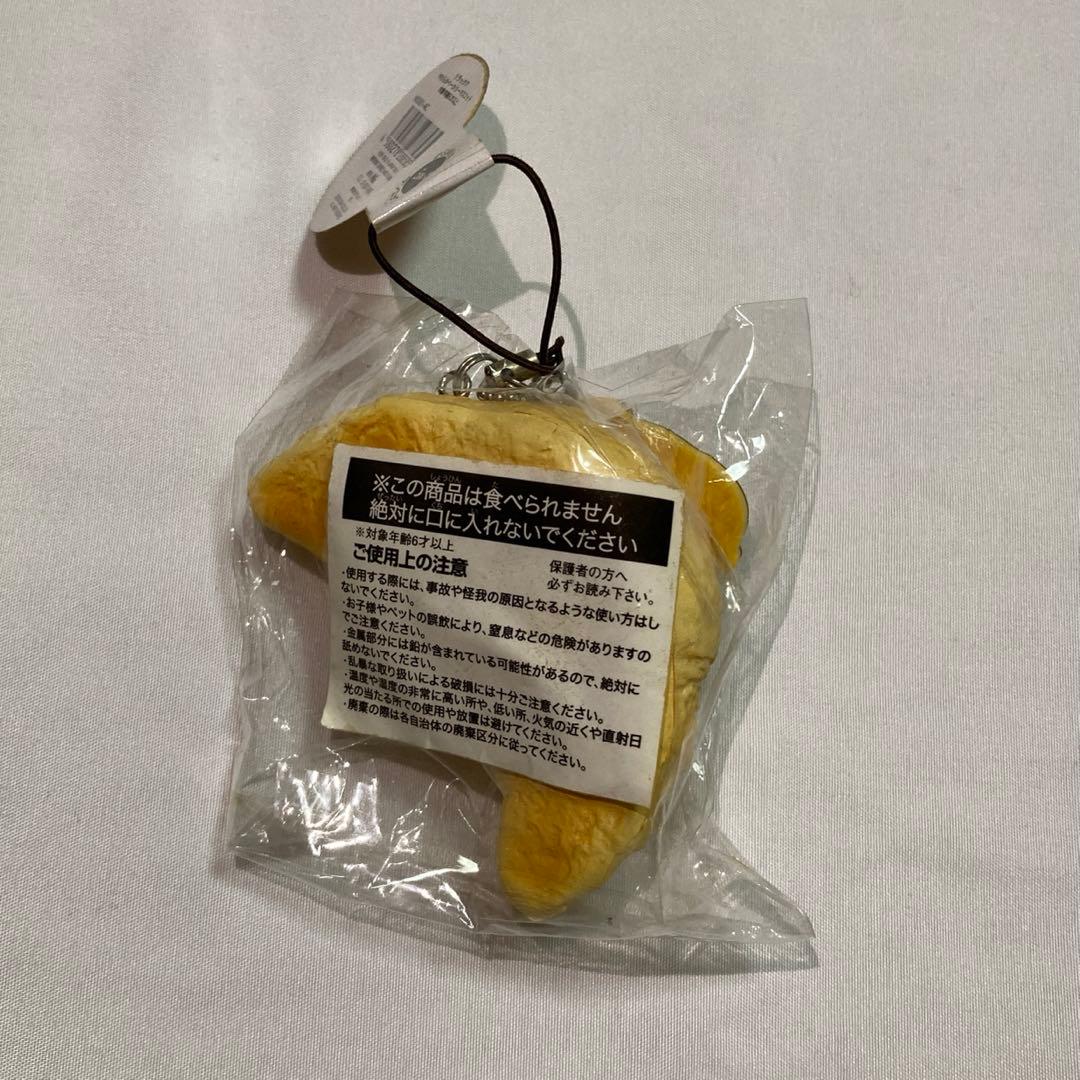 ※この商品は食べられません
絶対に口に入れないでください
※対象年齢6才以上
ご使用上の注意
保護者の方へ
必ずお読み下さい。
・使用する際には、事故や怪我の原因となるような使い方はし
ないでください。
・お子様やペットの誤飲により、窒息などの危険がありますの
でご注意ください。
・金属部分には鉛が含まれている可能性があるので、絶対に
舐めないでください。
・乱暴な取り扱いによる破損には十分ご注意ください。
・温度や湿度の非常に高い所や、低い所、火気の近くや直射日
光の当たる所での使用や放置は避けてください。
・廃棄の際は各自治体の廃棄区分に従ってください。